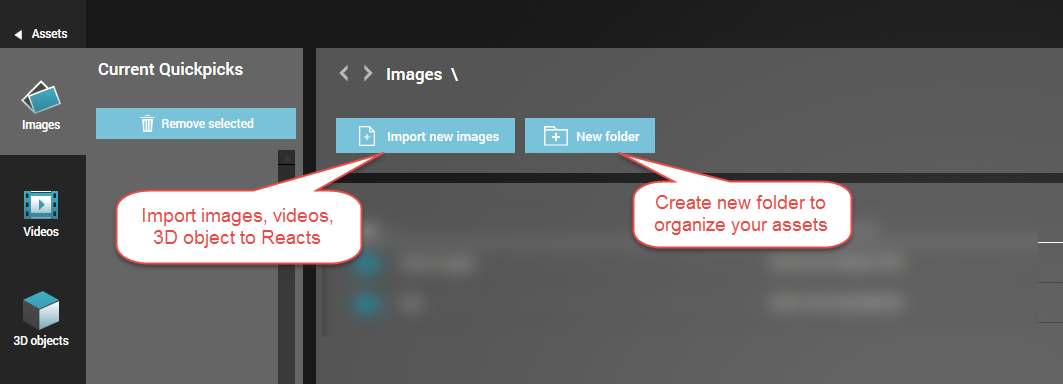 Assets
Images
Videos
3D objects
Current Quickpicks
Remove selected
Images \
Import new images
New folder
Import images, videos,
3D object to Reacts
Create new folder to
organize your assets